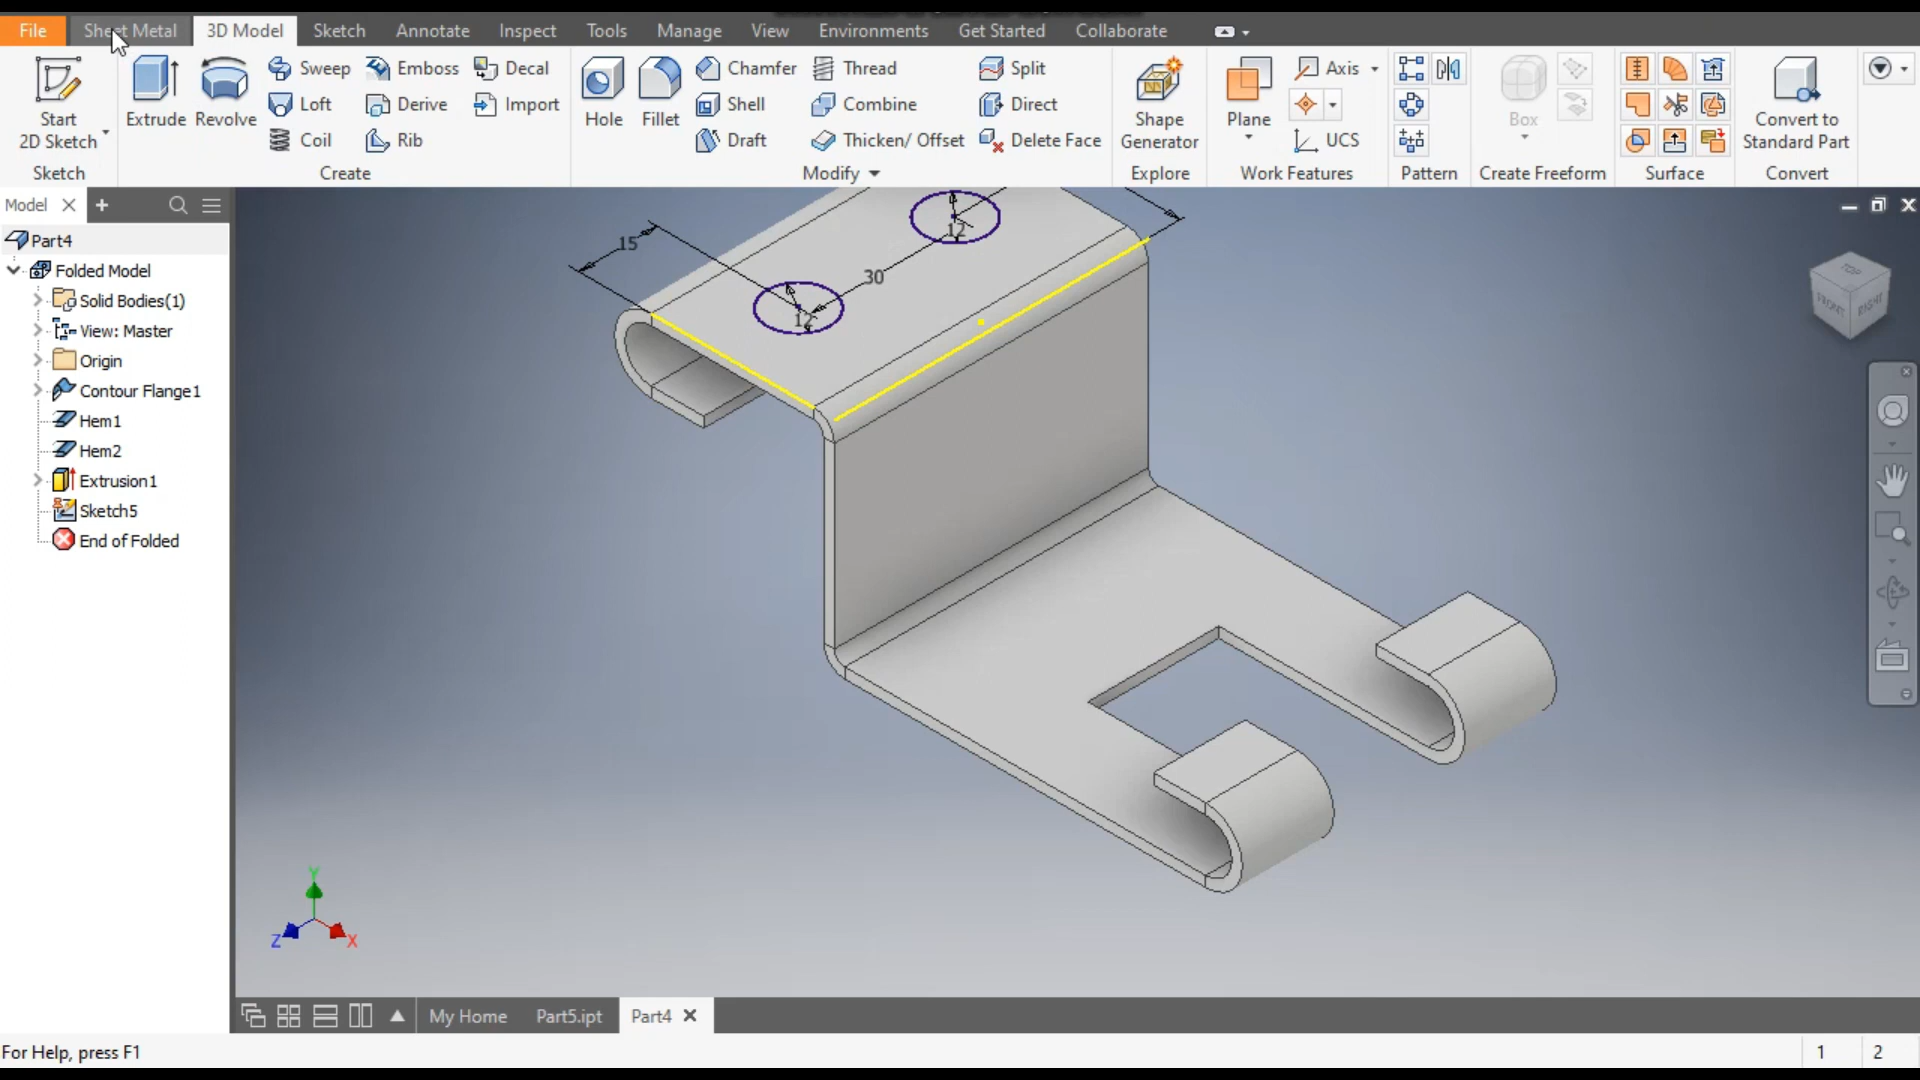 File Sheet Metal 3D Model Sketch Annotate Inspect Tools Manage View Environments Get Started Collaborate
Start
2D Sketch
Sketch
Extrude
Revolve
Sweep
Loft
Coil
Emboss
Derive
Rib
Decal
Import
Create
Hole
Fillet
Chamfer
Shell
Draft
Thread
Combine
Thicken/ Offset
Split
Direct
Delete Face
Modify
Shape
Generator
Explore
Plane
Axis
UCS
Work Features
Pattern
Box
Create Freeform
Surface
Convert to
Standard Part
Convert
Model
Part4
Folded Model
Solid Bodies(1)
View: Master
Origin
Contour Flange1
Hem1
Hem2
Extrusion1
Sketch5
End of Folded
15
30
12
12
TOP
FRONT
RIGHT
Y
Z
X
My Home Part5.ipt Part4
For Help, press F1
1 2